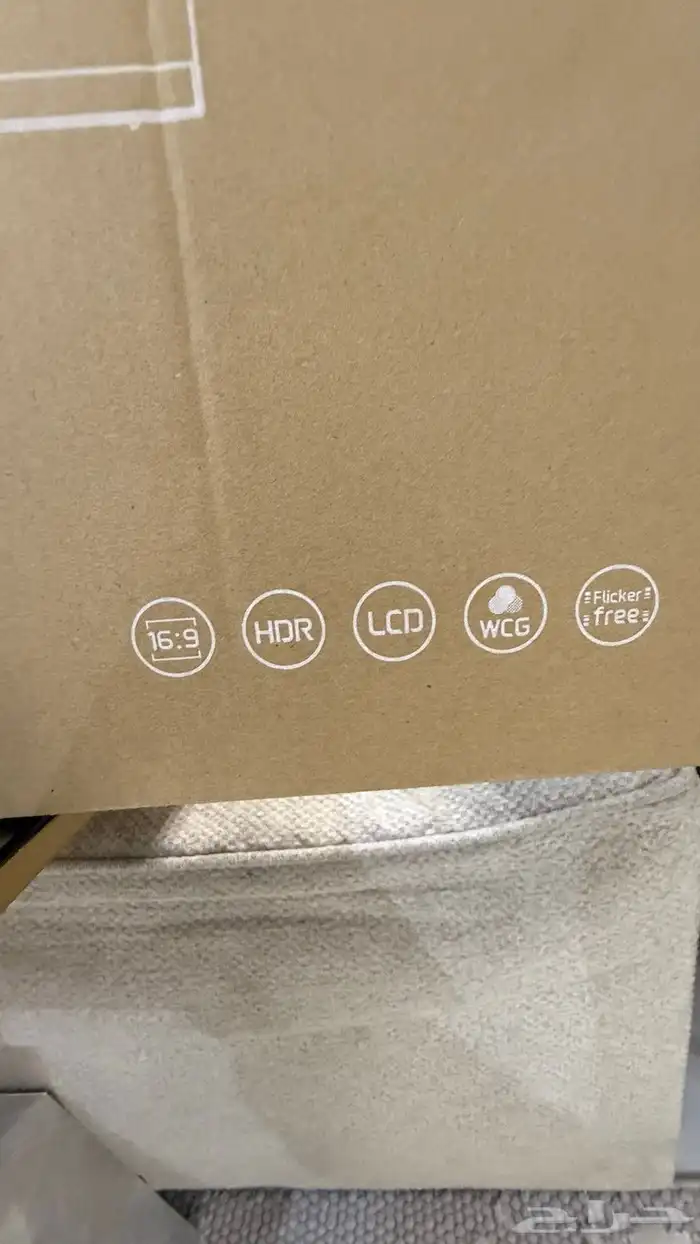 16:9
HDR
LCD
WCG
Flicker
free
حراج